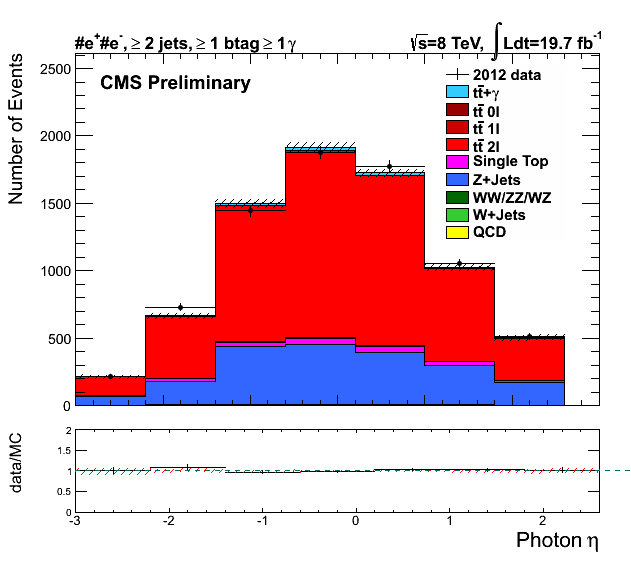 #e⁺#e⁻, ≥ 2 jets, ≥ 1 btag ≥ 1 γ
√s=8 TeV, ∫Ldt=19.7 fb⁻¹
CMS Preliminary
2012 data
tt̄+γ
tt̄ 0l
tt̄ 1l
tt̄ 2l
Single Top
Z+Jets
WW/ZZ/WZ
W+Jets
QCD
Number of Events
2500
2000
1500
1000
500
0
data/MC
2
1.5
1
0.5
0
-3 -2 -1 0 1 2
Photon η